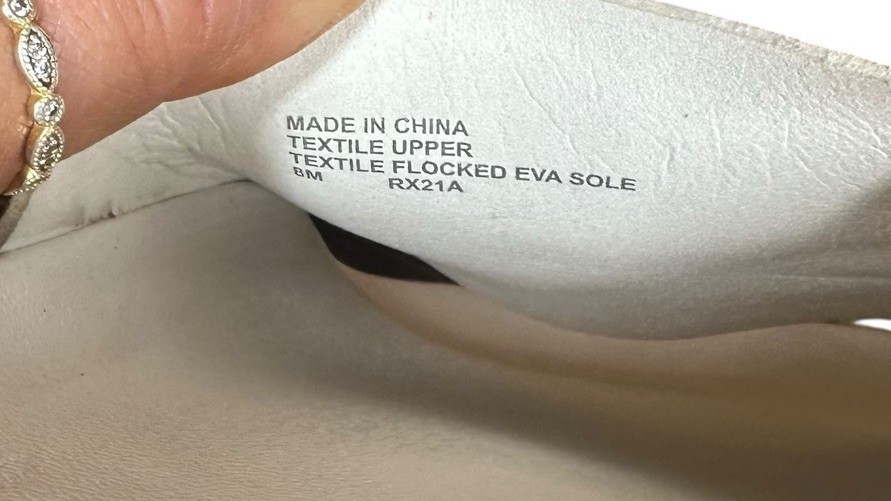 MADE IN CHINA
TEXTILE UPPER
TEXTILE FLOCKED EVA SOLE
8M RX21A